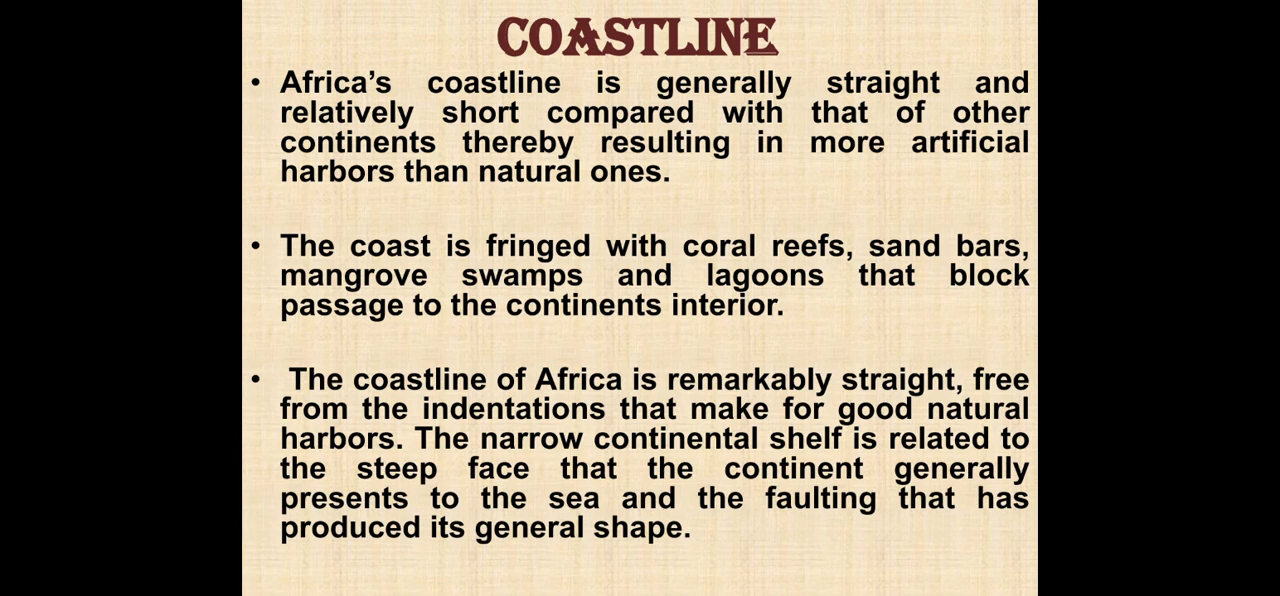 COASTLINE
• Africa’s coastline is generally straight and
relatively short compared with that of other
continents thereby resulting in more artificial
harbors than natural ones.
• The coast is fringed with coral reefs, sand bars,
mangrove swamps and lagoons that block
passage to the continents interior.
• The coastline of Africa is remarkably straight, free
from the indentations that make for good natural
harbors. The narrow continental shelf is related to
the steep face that the continent generally
presents to the sea and the faulting that has
produced its general shape.